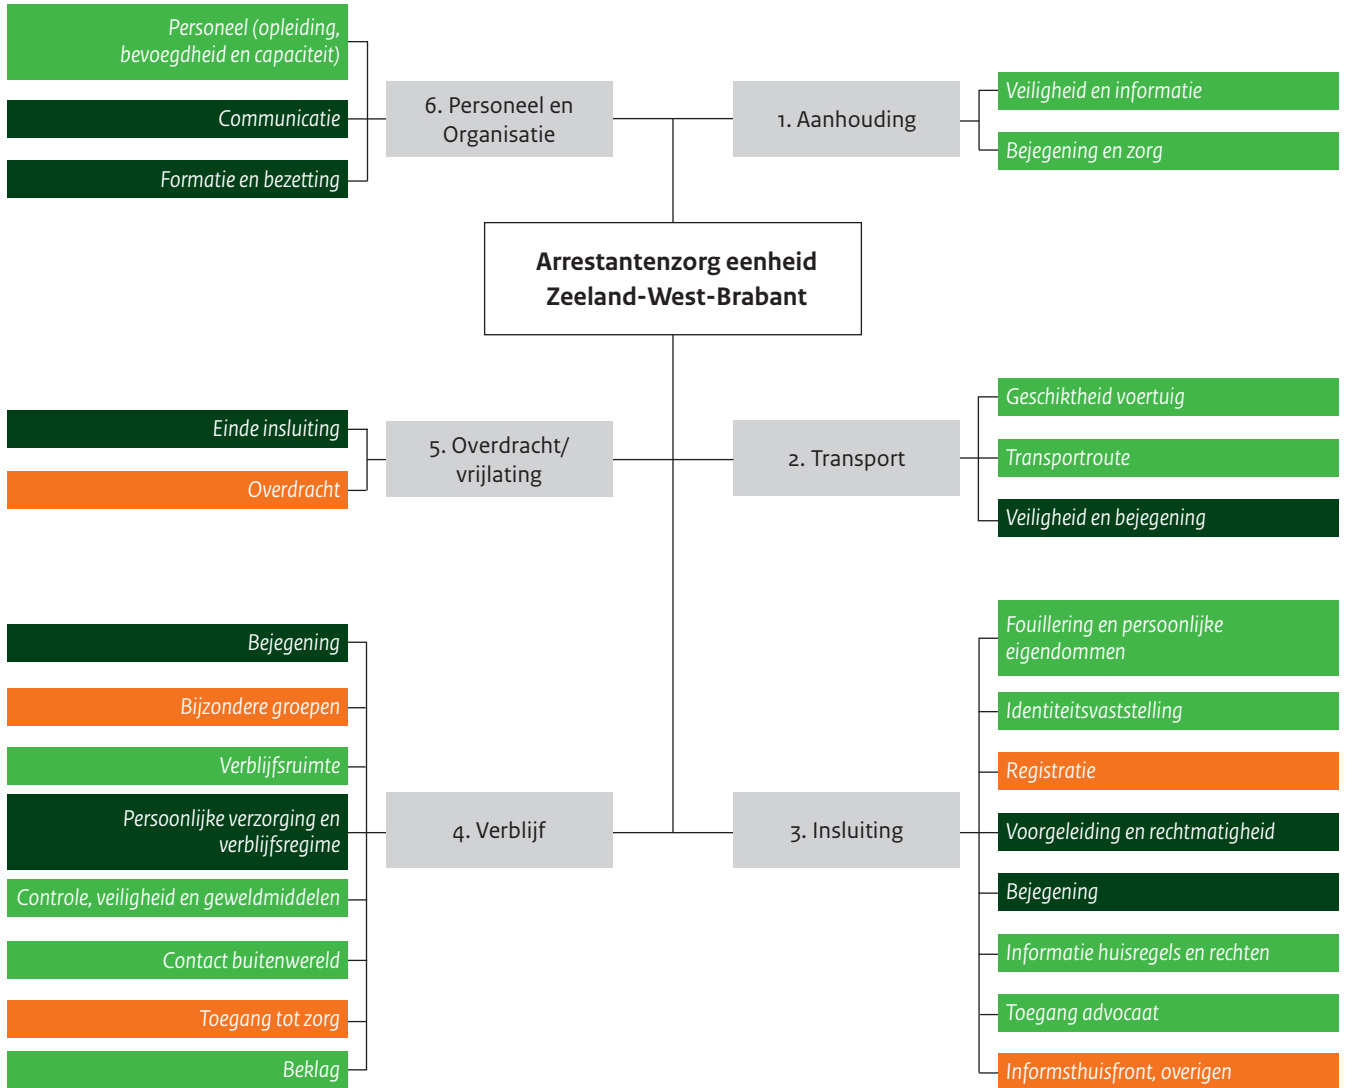 Personeel (opleiding,
bevoegdheid en capaciteit)
Communicatie
Formatie en bezetting
6. Personeel en
Organisatie
1. Aanhouding
Veiligheid en informatie
Bejegening en zorg
Arrestantenzorg eenheid
Zeeland-West-Brabant
Einde insluiting
Overdracht
5. Overdracht/
vrijlating
2. Transport
Geschiktheid voertuig
Transportroute
Veiligheid en bejegening
Bejegening
Bijzondere groepen
Verblijfsruimte
Persoonlijke verzorging en
verblijfsregime
Controle, veiligheid en geweldmiddelen
Contact buitenwereld
Toegang tot zorg
Beklag
4. Verblijf
3. Insluiting
Fouillering en persoonlijke
eigendommen
Identiteitsvaststelling
Registratie
Voorgeleiding en rechtmatigheid
Bejegening
Informatie huisregels en rechten
Toegang advocaat
Informsthuisfront, overigen